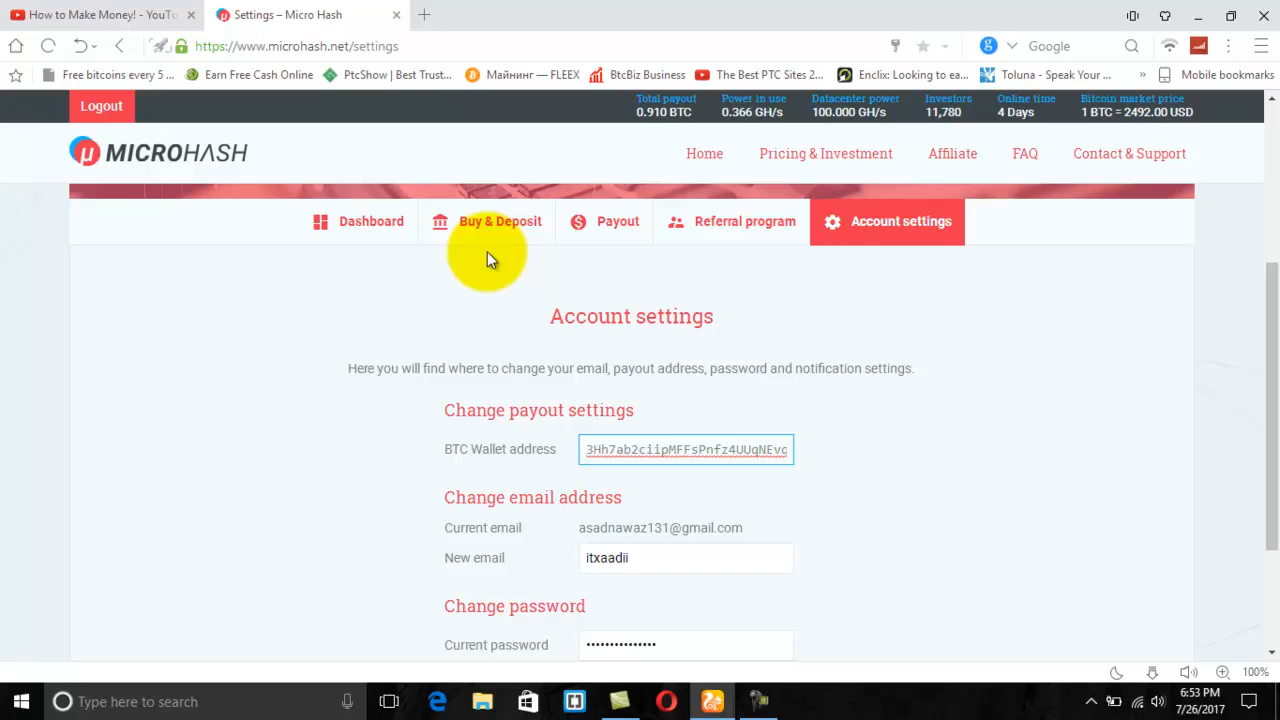 How to Make Money! - YouTu
Settings – Micro Hash
https://www.microhash.net/settings
Google
Free bitcoins every 5 ...
Earn Free Cash Online
PtcShow | Best Trust...
Майнинг — FLEEX
BtcBiz Business
The Best PTC Sites 2...
Enclix: Looking to ea...
Toluna - Speak Your ...
»
Mobile bookmarks
Logout
Total payout Power in use Datacenter power Investors Online time Bitcoin market price
0.910 BTC 0.366 GH/s 100.000 GH/s 11,780 4 Days 1 BTC = 2492.00 USD
µ MICROHASH
Home Pricing & Investment Affiliate FAQ Contact & Support
Dashboard Buy & Deposit Payout Referral program Account settings
Account settings
Here you will find where to change your email, payout address, password and notification settings.
Change payout settings
BTC Wallet address
Change email address
Current email asadnawaz131@gmail.com
New email itxaadii
Change password
Current password •••••••••••••••
100%
Type here to search
6:53 PM
7/26/2017